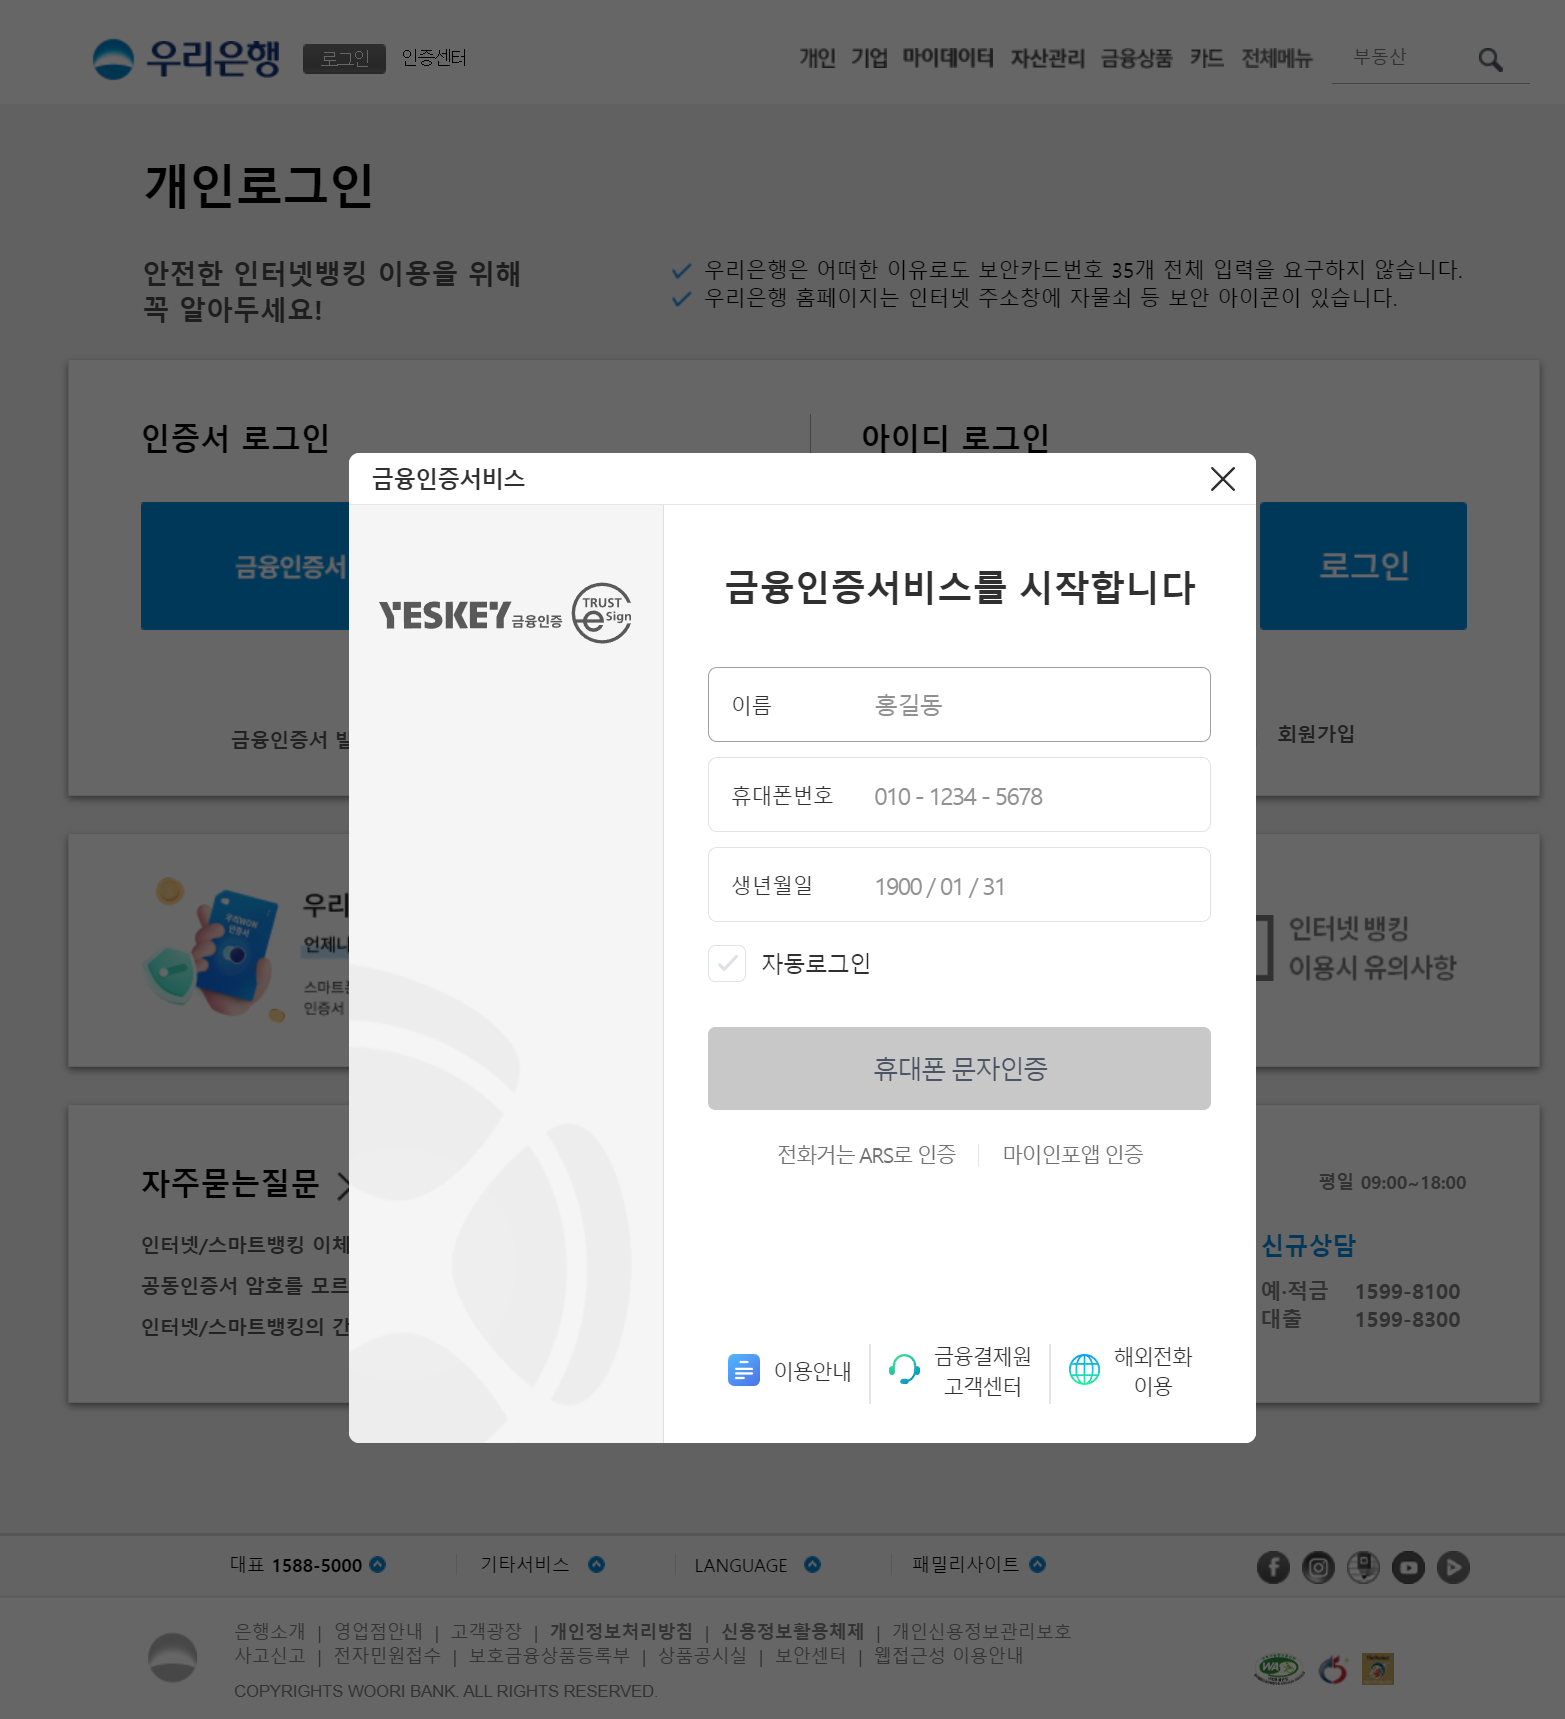 우리은행 로그인 인증센터 개인 기업 마이데이터 자산관리 금융상품 카드 전체메뉴 부동산
개인로그인
안전한 인터넷뱅킹 이용을 위해
꼭 알아두세요!
우리은행은 어떠한 이유로도 보안카드번호 35개 전체 입력을 요구하지 않습니다.
우리은행 홈페이지는 인터넷 주소창에 자물쇠 등 보안 아이콘이 있습니다.
인증서 로그인
아이디 로그인
금융인증서
로그인
금융인증서 발
회원가입
우리
언제나
스마트폰
인증서
우리WON
인증서
인터넷 뱅킹
이용시 유의사항
자주묻는질문
인터넷/스마트뱅킹 이체
공동인증서 암호를 모르
인터넷/스마트뱅킹의 간
평일 09:00~18:00
신규상담
예·적금 1599-8100
대출 1599-8300
금융인증서비스
YESKEY 금융인증
TRUST
eSign
금융인증서비스를 시작합니다
이름 홍길동
휴대폰번호 010 - 1234 - 5678
생년월일 1900 / 01 / 31
자동로그인
휴대폰 문자인증
전화거는 ARS로 인증 마이인포앱 인증
이용안내
금융결제원
고객센터
해외전화
이용
대표 1588-5000 기타서비스 LANGUAGE 패밀리사이트
은행소개 | 영업점안내 | 고객광장 | 개인정보처리방침 | 신용정보활용체제 | 개인신용정보관리보호
사고신고 | 전자민원접수 | 보호금융상품등록부 | 상품공시실 | 보안센터 | 웹접근성 이용안내
COPYRIGHTS WOORI BANK. ALL RIGHTS RESERVED.
WA